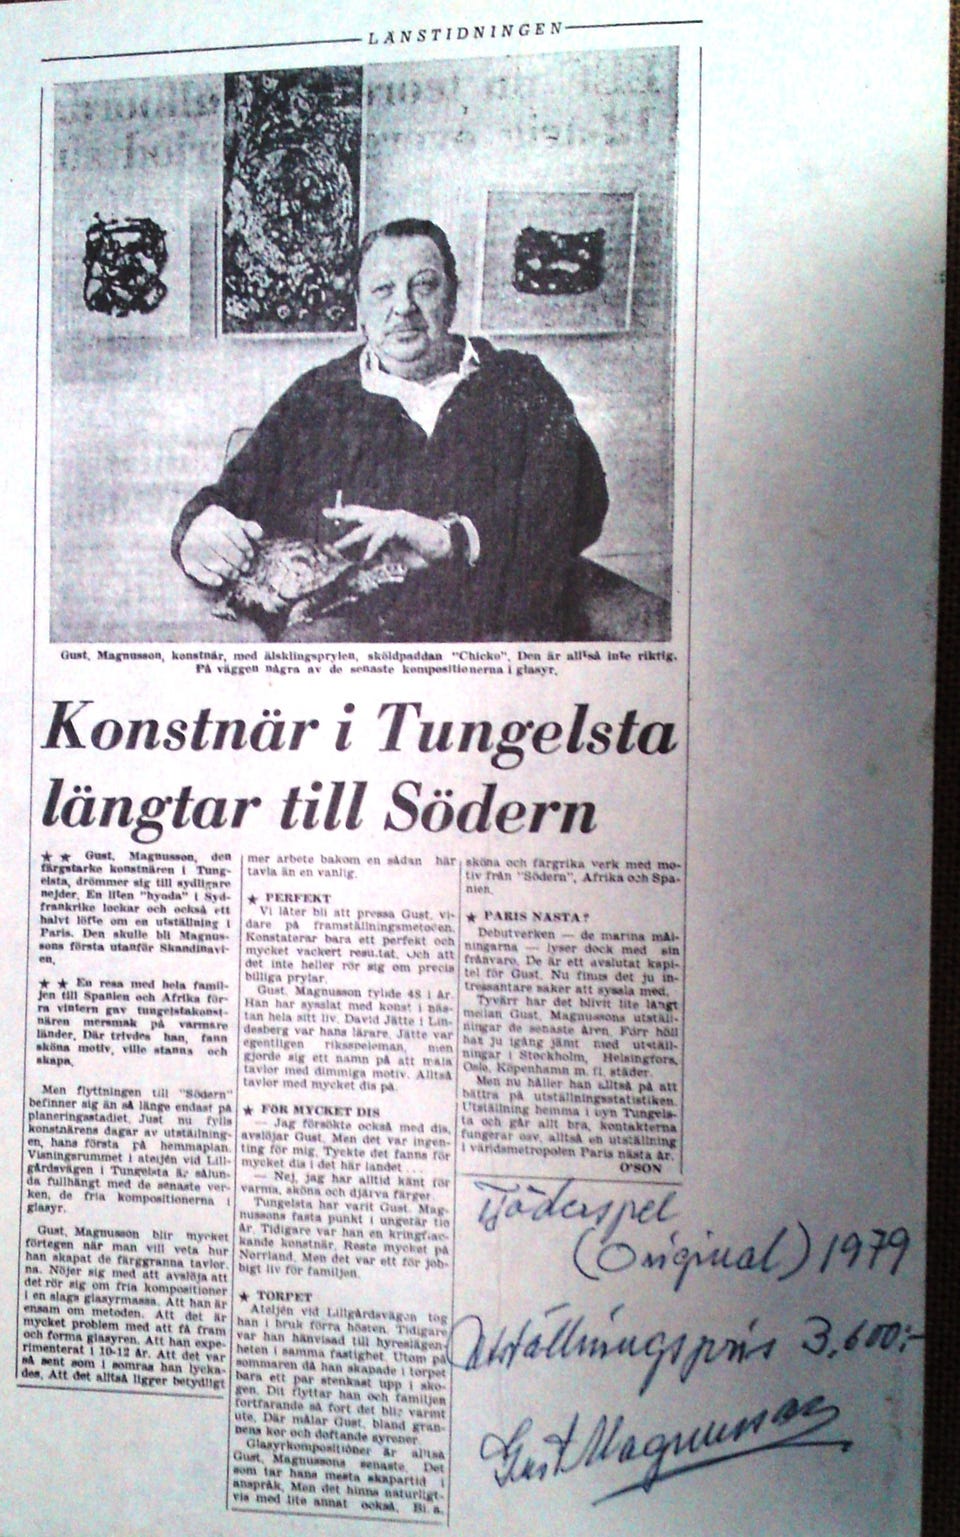 LÄNSTIDNINGEN
Gust. Magnusson, konstnär, med älsklingsprylen, sköldpaddan "Chicko". Den är alltså inte riktig.
På väggen några av de senaste kompositionerna i glasyr.
Konstnär i Tungelsta
längtar till Södern
★ ★ Gust. Magnusson, den
färgstarke konstnären i Tung-
elsta, drömmer sig till sydligare
nejder. En liten "hyoda" i Syd-
frankrike lockar och också ett
halvt löfte om en utställning i
Paris. Den skulle bli Magnus-
sons första utanför Skandinavi-
en.
★ ★ En resa med hela famil-
jen till Spanien och Afrika för-
ra vintern gav tungelstakonst-
nären mersmak på varmare
länder. Där trivdes han, fann
sköna motiv, ville stanna och
skapa.
Men flyttningen till "Södern"
befinner sig än så länge endast på
planeringsstadiet. Just nu fylls
konstnärens dagar av utställning-
en, hans första på hemmaplan.
Visningsrummet i ateljén vid Lill-
gårdsvägen i Tungelsta är sålun-
da fullhängt med de senaste ver-
ken, de fria kompositionerna i
glasyr.
Gust. Magnusson blir mycket
förtegen när man vill veta hur
han skapat de färggranna tavlor-
na. Nöjer sig med att avslöja att
det rör sig om fria kompositioner
i en slags glasyrmassa. Att han är
ensam om metoden. Att det är
mycket problem med att få fram
och forma glasyren. Att han expe-
rimenterat i 10-12 år. Att det var
så sent som i somras han lycka-
des. Att det alltså ligger betydligt
mer arbete bakom en sådan här
tavla än en vanlig.
★ PERFEKT
Vi låter bli att pressa Gust. vi-
dare på framställningsmetoden.
Konstaterar bara ett perfekt och
mycket vackert resultat. Och att
det inte heller rör sig om precis
billiga prylar.
Gust. Magnusson fyllde 48 i år.
Han har sysslat med konst i näs-
tan hela sitt liv. David Jätte i Lin-
desberg var hans lärare. Jätte var
egentligen riksspeleman, men
gjorde sig ett namn på att måla
tavlor med dimmiga motiv. Alltså
tavlor med mycket dis på.
★ FÖR MYCKET DIS
— Jag försökte också med dis,
avslöjar Gust. Men det var ingen-
ting för mig. Tyckte det fanns för
mycket dis i det här landet . . .
— Nej, jag har alltid känt för
varma, sköna och djärva färger.
Tungelsta har varit Gust. Mag-
nussons fasta punkt i ungefär tio
år. Tidigare var han en kringflac-
kande konstnär. Reste mycket på
Norrland. Men det var ett för job-
bigt liv för familjen.
★ TORPET
Ateljén vid Lillgårdsvägen tog
han i bruk förra hösten. Tidigare
var han hänvisad till hyreslägen-
heten i samma fastighet. Utom på
sommaren då han skapade i torpet
bara ett par stenkast upp i sko-
gen. Dit flyttar han och familjen
fortfarande så fort det blir varmt
ute. Där målar Gust. bland gran-
nens kor och doftande syrener.
Glasyrkompositioner är alltså
Gust. Magnussons senaste. Det
som tar hans mesta skapartid i
anspråk. Men det hinns naturligt-
vis med lite annat också. Bl. a.
sköna och färgrika verk med mo-
tiv från "Södern", Afrika och Spa-
nien.
★ PARIS NÄSTA?
Debutverken — de marina mål-
ningarna — lyser dock med sin
frånvaro. De är ett avslutat kapi-
tel för Gust. Nu finns det ju in-
tressantare saker att syssla med.
Tyvärr har det blivit lite långt
mellan Gust. Magnussons utställ-
ningar de senaste åren. Förr höll
han ju igång jämt med utställ-
ningar i Stockholm, Helsingfors,
Oslo, Köpenhamn m. fl. städer.
Men nu håller han alltså på att
bättra på utställningsstatistiken.
Utställning hemma i byn Tungels-
ta och går allt bra, kontakterna
fungerar osv, alltså en utställning
i världsmetropolen Paris nästa år.
O'SON
(Original) 1979
Utställningspris 3.600:-
Gust Magnusson